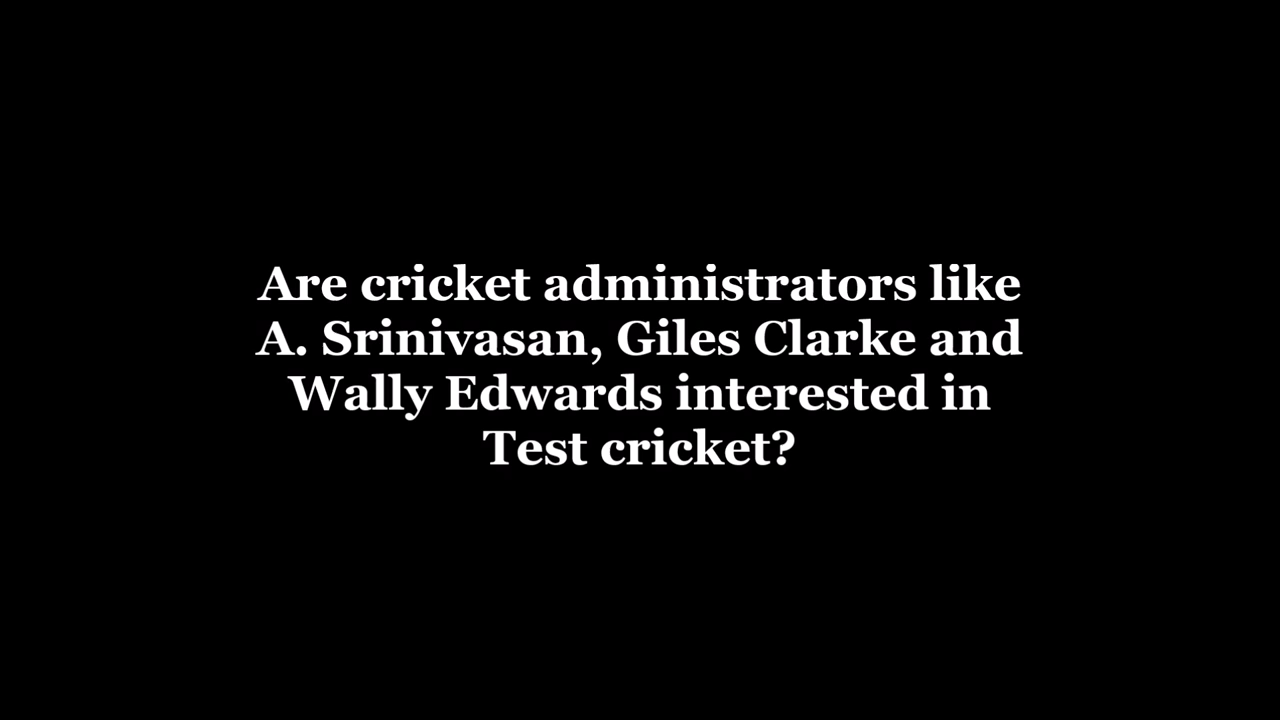 Are cricket administrators like
A. Srinivasan, Giles Clarke and
Wally Edwards interested in
Test cricket?